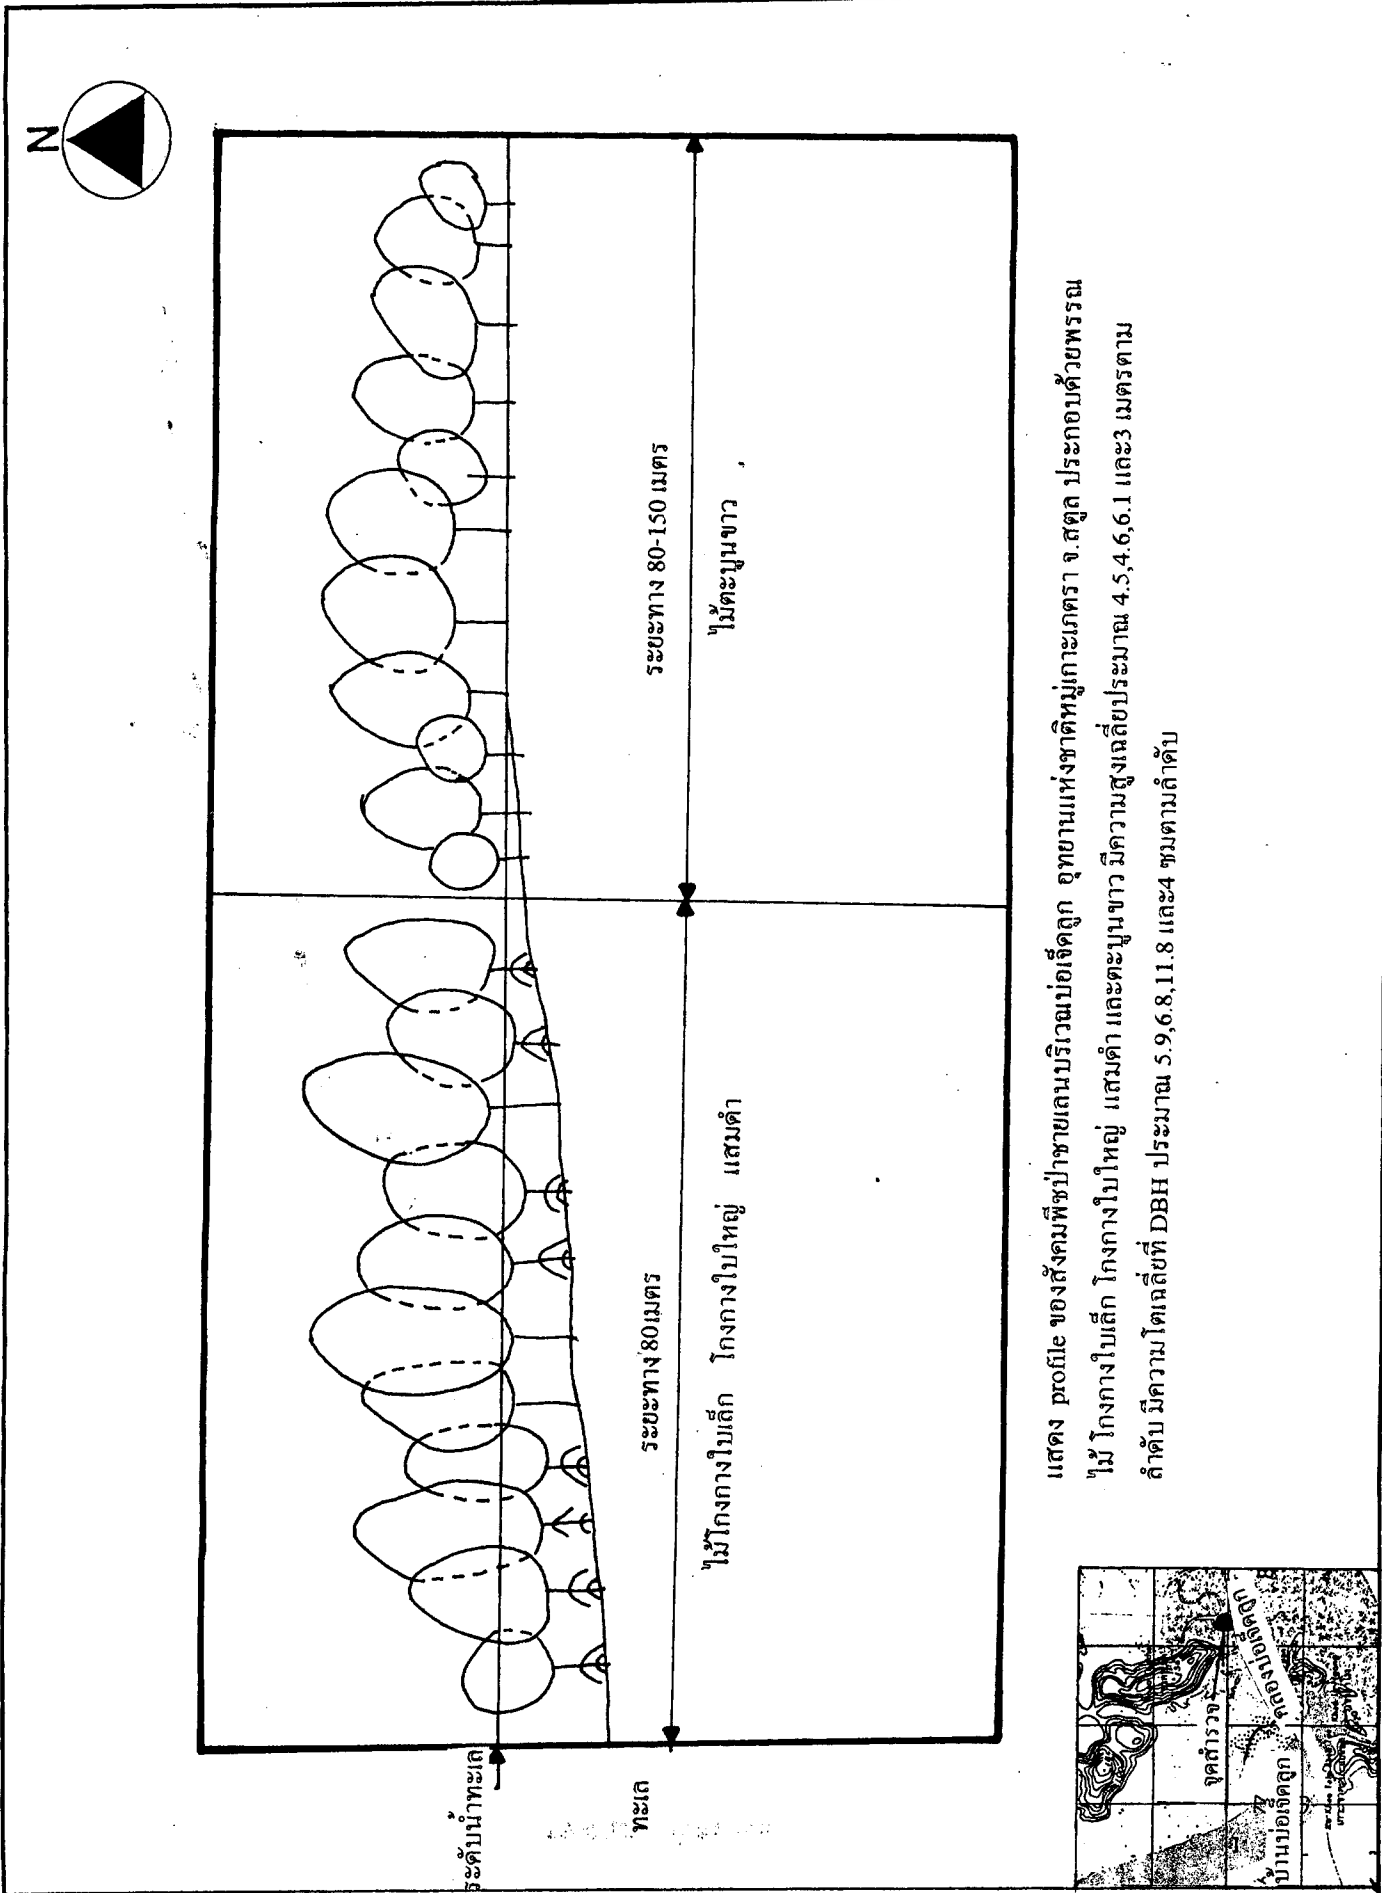 N
ระดับน้ำทะเล
ทะเล
ระยะทาง 80เมตร
ไม้โกงกางใบเล็ก โกงกางใบใหญ่ แสมดำ
ระยะทาง 80-150 เมตร
ไม้ตะบูนขาว
แสดง profile ของสังคมพืชป่าชายเลนบริเวณบ่อเจ็ดลูก อุทยานแห่งชาติหมู่เกาะเภตรา จ.สตูล ประกอบด้วยพรรณ
ไม้ โกงกางใบเล็ก โกงกางใบใหญ่ แสมดำ และตะบูนขาว มีความสูงเฉลี่ยประมาณ 4.5,4.6,6.1 และ3 เมตรตาม
ลำดับ มีความโตเฉลี่ยที่ DBH ประมาณ 5.9,6.8,11.8 และ4 ซมตามลำดับ
จุดสำรวจ
คลองบ่อเจ็ดลูก
บ้านบ่อเจ็ดลูก